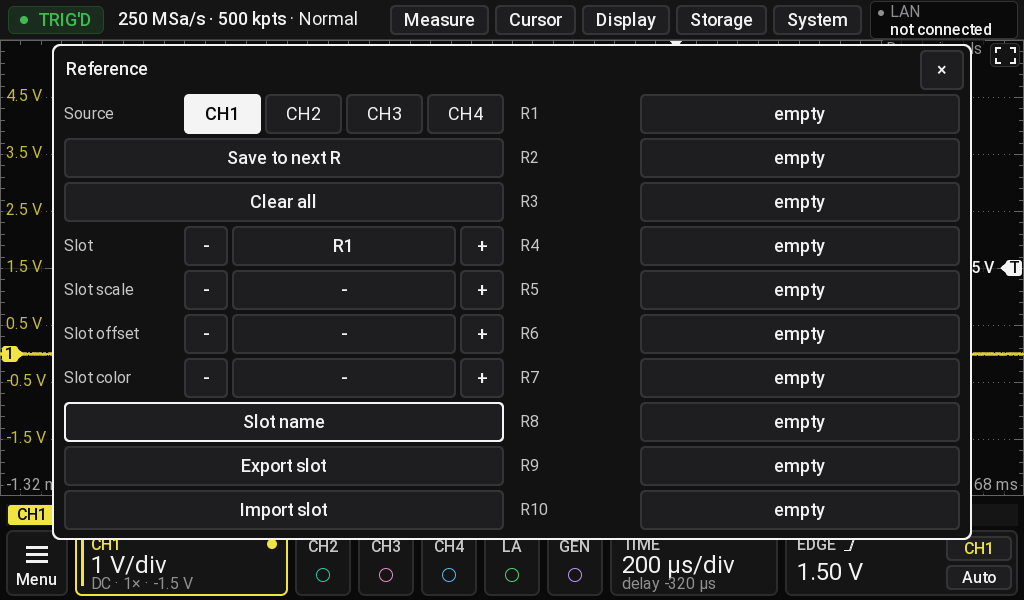 TRIG'D
250 MSa/s · 500 kpts · Normal
Measure
Cursor
Display
Storage
System
LAN
not connected
Reference
×
Source
CH1
CH2
CH3
CH4
R1
empty
Save to next R
R2
empty
Clear all
R3
empty
Slot
-
R1
+
R4
empty
Slot scale
-
-
+
R5
empty
Slot offset
-
-
+
R6
empty
Slot color
-
-
+
R7
empty
Slot name
R8
empty
Export slot
R9
empty
Import slot
R10
empty
4.5 V
3.5 V
2.5 V
1.5 V
0.5 V
1
-0.5 V
-1.5 V
-1.32 m
5 V
T
68 ms
CH1
Menu
CH1
1 V/div
DC · 1× · -1.5 V
CH2
CH3
CH4
LA
GEN
TIME
200 µs/div
delay -320 µs
EDGE
1.50 V
CH1
Auto